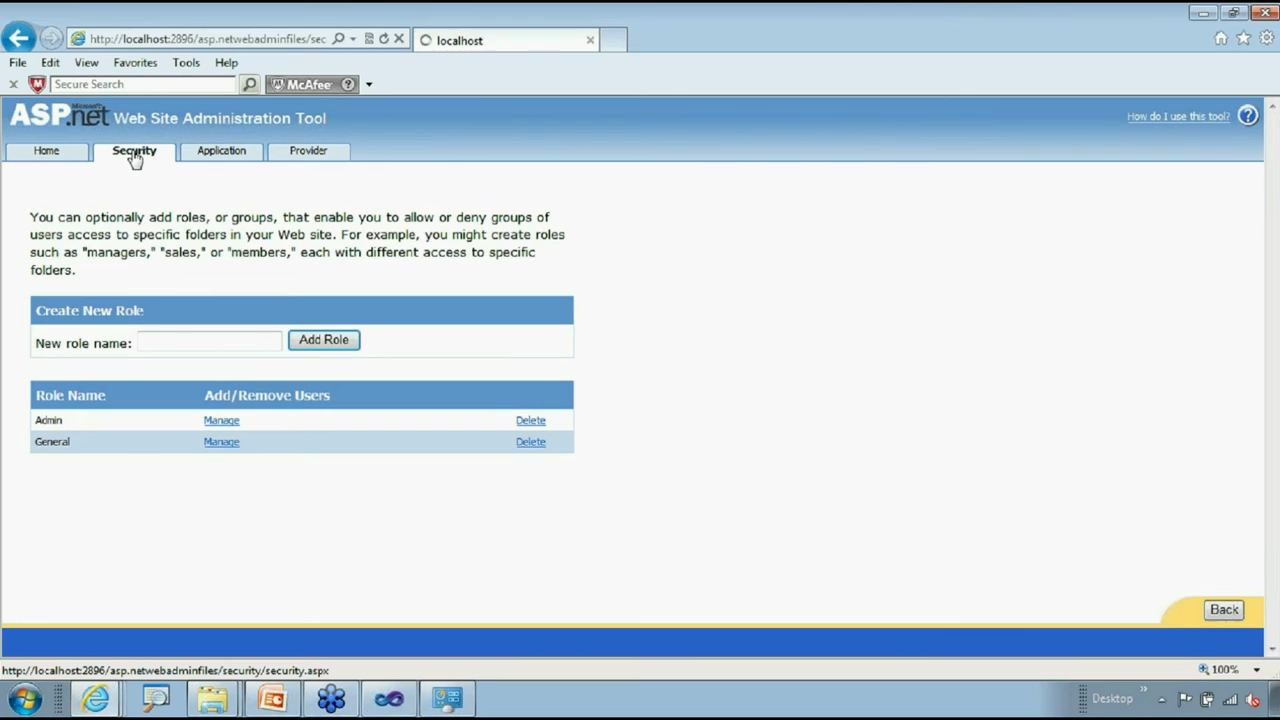 http://localhost:2896/asp.netwebadminfiles/sec
localhost
File Edit View Favorites Tools Help
Secure Search
McAfee
Microsoft
ASP.net Web Site Administration Tool
How do I use this tool?
Home Security Application Provider
You can optionally add roles, or groups, that enable you to allow or deny groups of
users access to specific folders in your Web site. For example, you might create roles
such as "managers," "sales," or "members," each with different access to specific
folders.
Create New Role
New role name: Add Role
Role Name Add/Remove Users
Admin Manage Delete
General Manage Delete
Back
http://localhost:2896/asp.netwebadminfiles/security/security.aspx
100%
Desktop